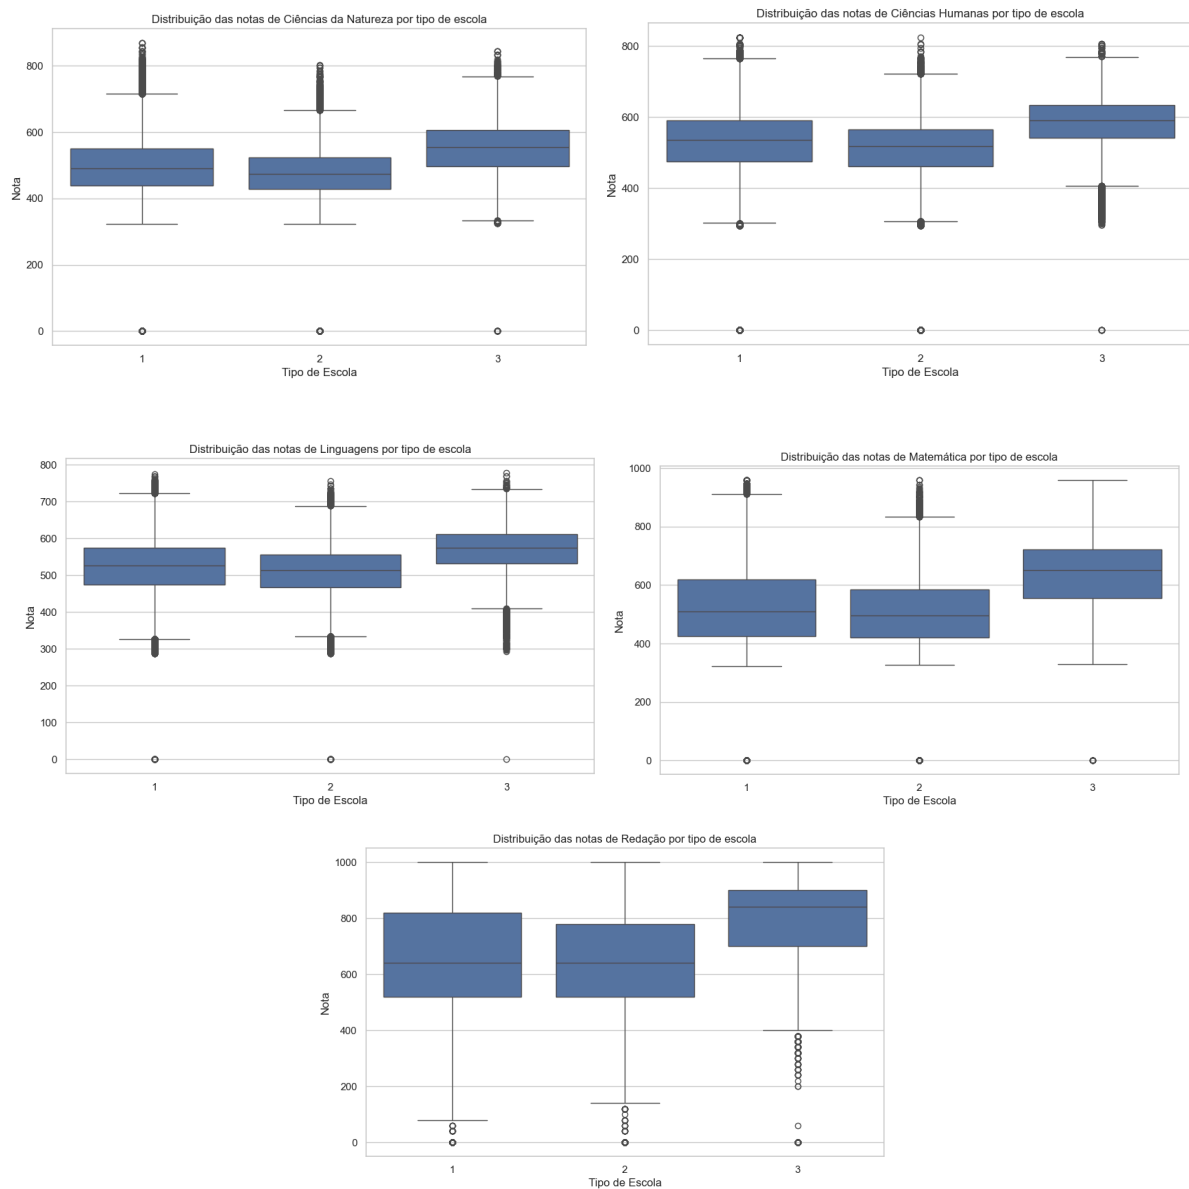 Distribuição das notas de Ciências da Natureza por tipo de escola
800
600
400
200
0
Nota
1 2 3
Tipo de Escola
Distribuição das notas de Ciências Humanas por tipo de escola
800
600
400
200
0
Nota
1 2 3
Tipo de Escola
Distribuição das notas de Linguagens por tipo de escola
800
700
600
500
400
300
200
100
0
Nota
1 2 3
Tipo de Escola
Distribuição das notas de Matemática por tipo de escola
1000
800
600
400
200
0
Nota
1 2 3
Tipo de Escola
Distribuição das notas de Redação por tipo de escola
1000
800
600
400
200
0
Nota
1 2 3
Tipo de Escola